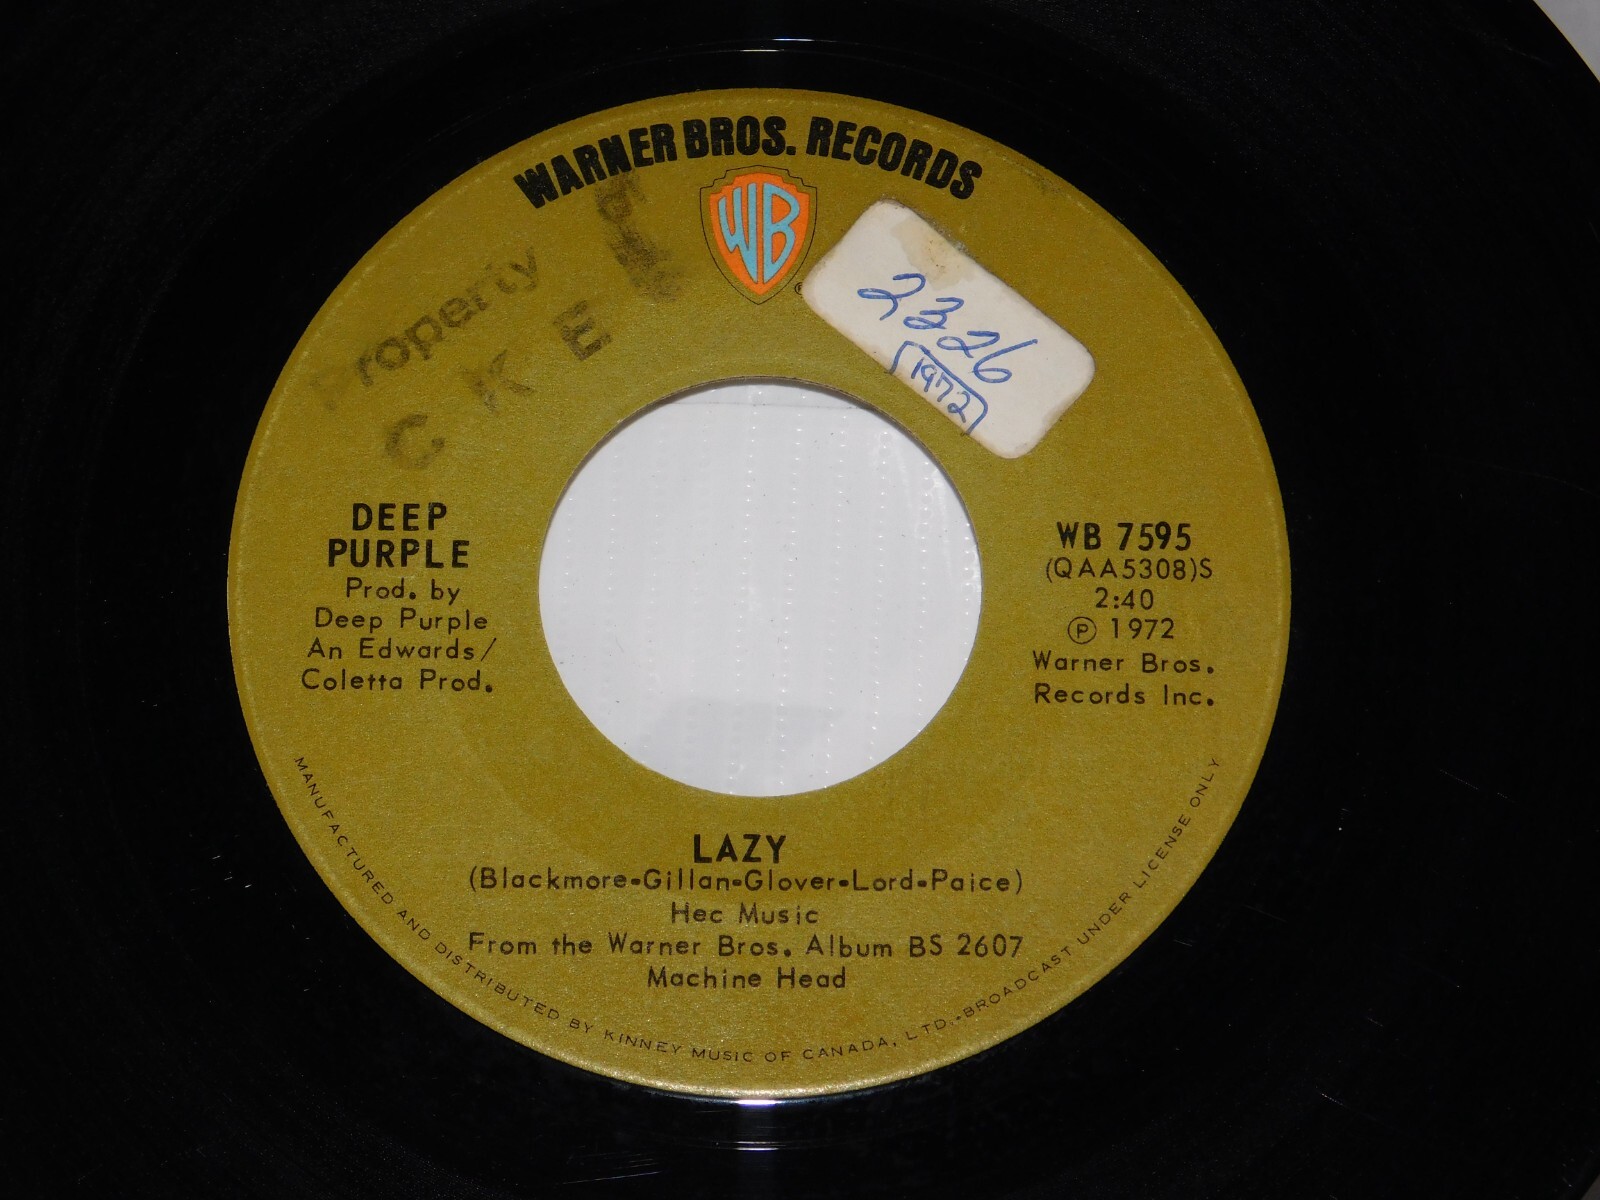 WARNER BROS. RECORDS
WB
2326
1972
Property
C K E
DEEP
PURPLE
Prod. by
Deep Purple
An Edwards/
Coletta Prod.
WB 7595
(QAA5308)S
2:40
Ⓟ 1972
Warner Bros.
Records Inc.
LAZY
(Blackmore-Gillan-Glover-Lord-Paice)
Hec Music
From the Warner Bros. Album BS 2607
Machine Head
MANUFACTURED AND DISTRIBUTED BY KINNEY MUSIC OF CANADA, LTD.•BROADCAST UNDER LICENSE ONLY